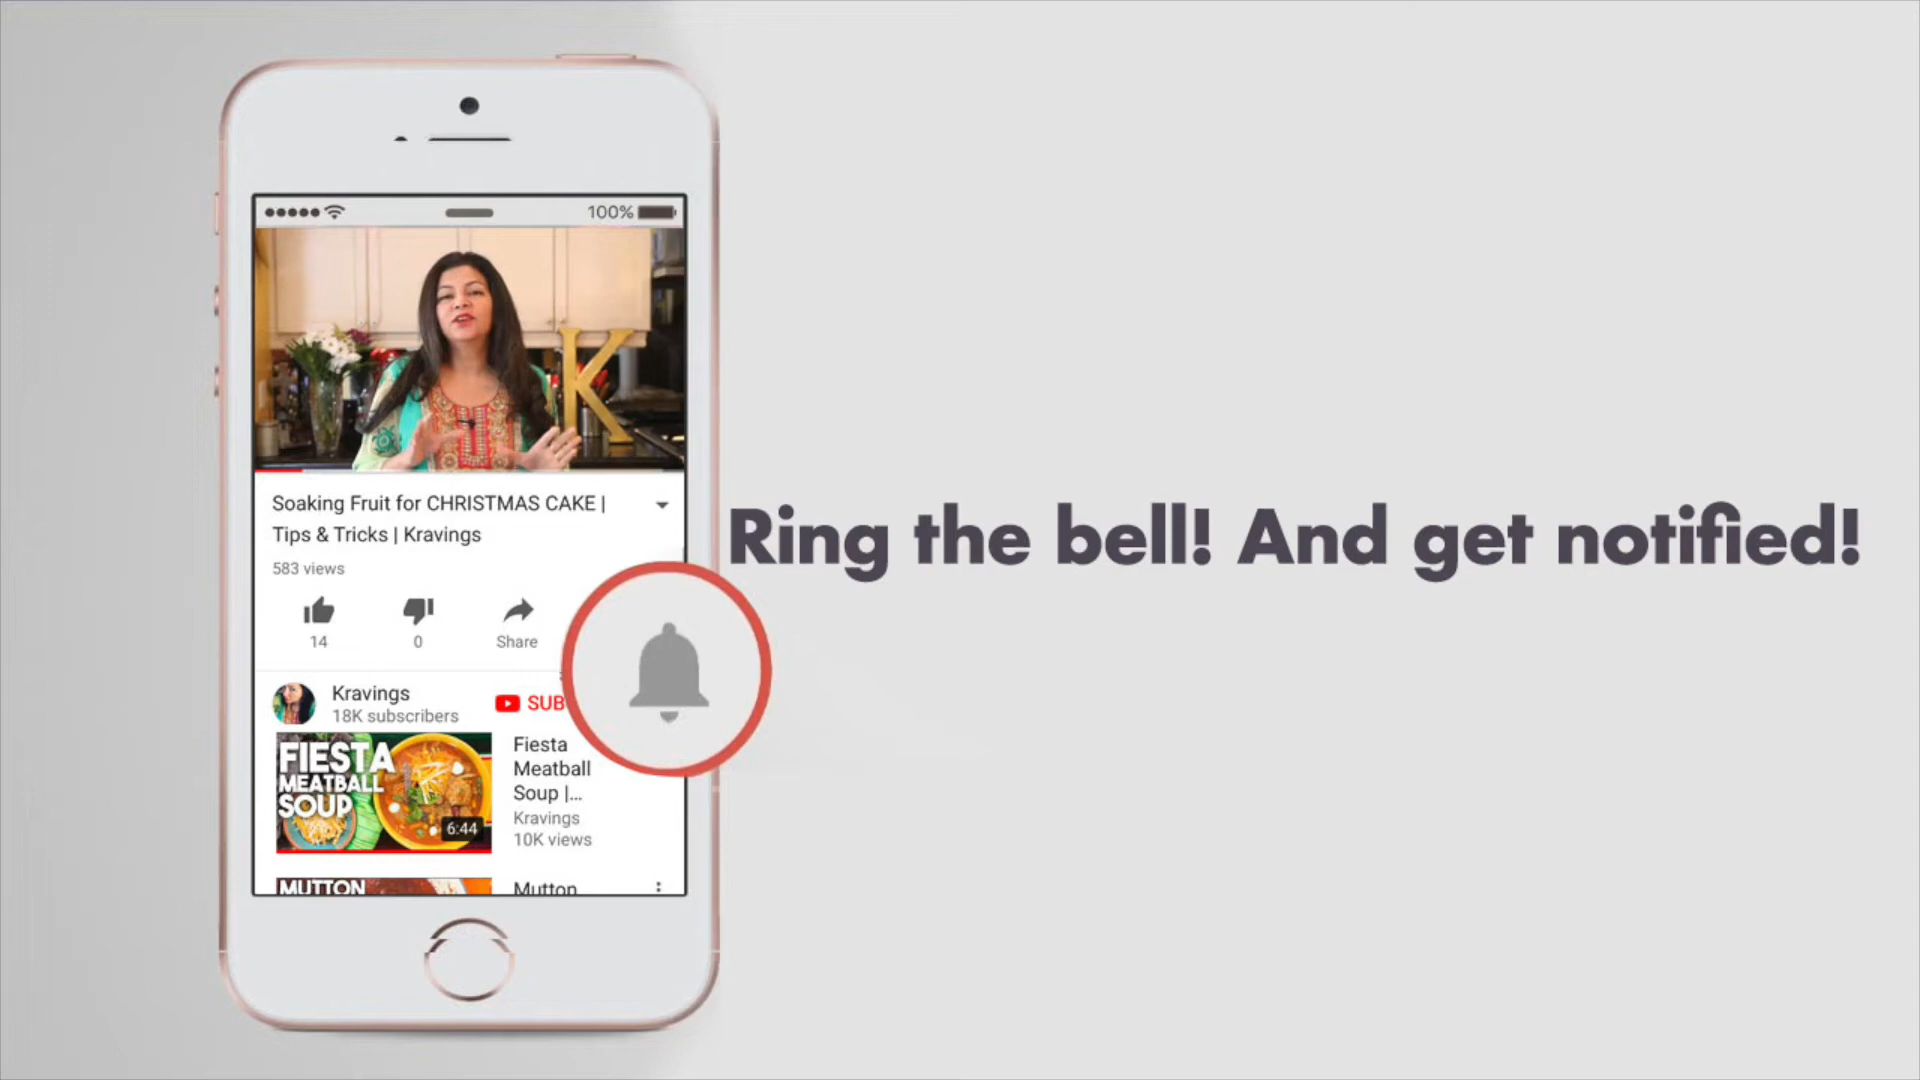 100%
K
Soaking Fruit for CHRISTMAS CAKE |
Tips & Tricks | Kravings
583 views
14
0
Share
Ring the bell! And get notified!
Kravings
18K subscribers
SUB
FIESTA
MEATBALL
SOUP
6:44
Fiesta
Meatball
Soup |...
Kravings
10K views
MUTTON
Mutton